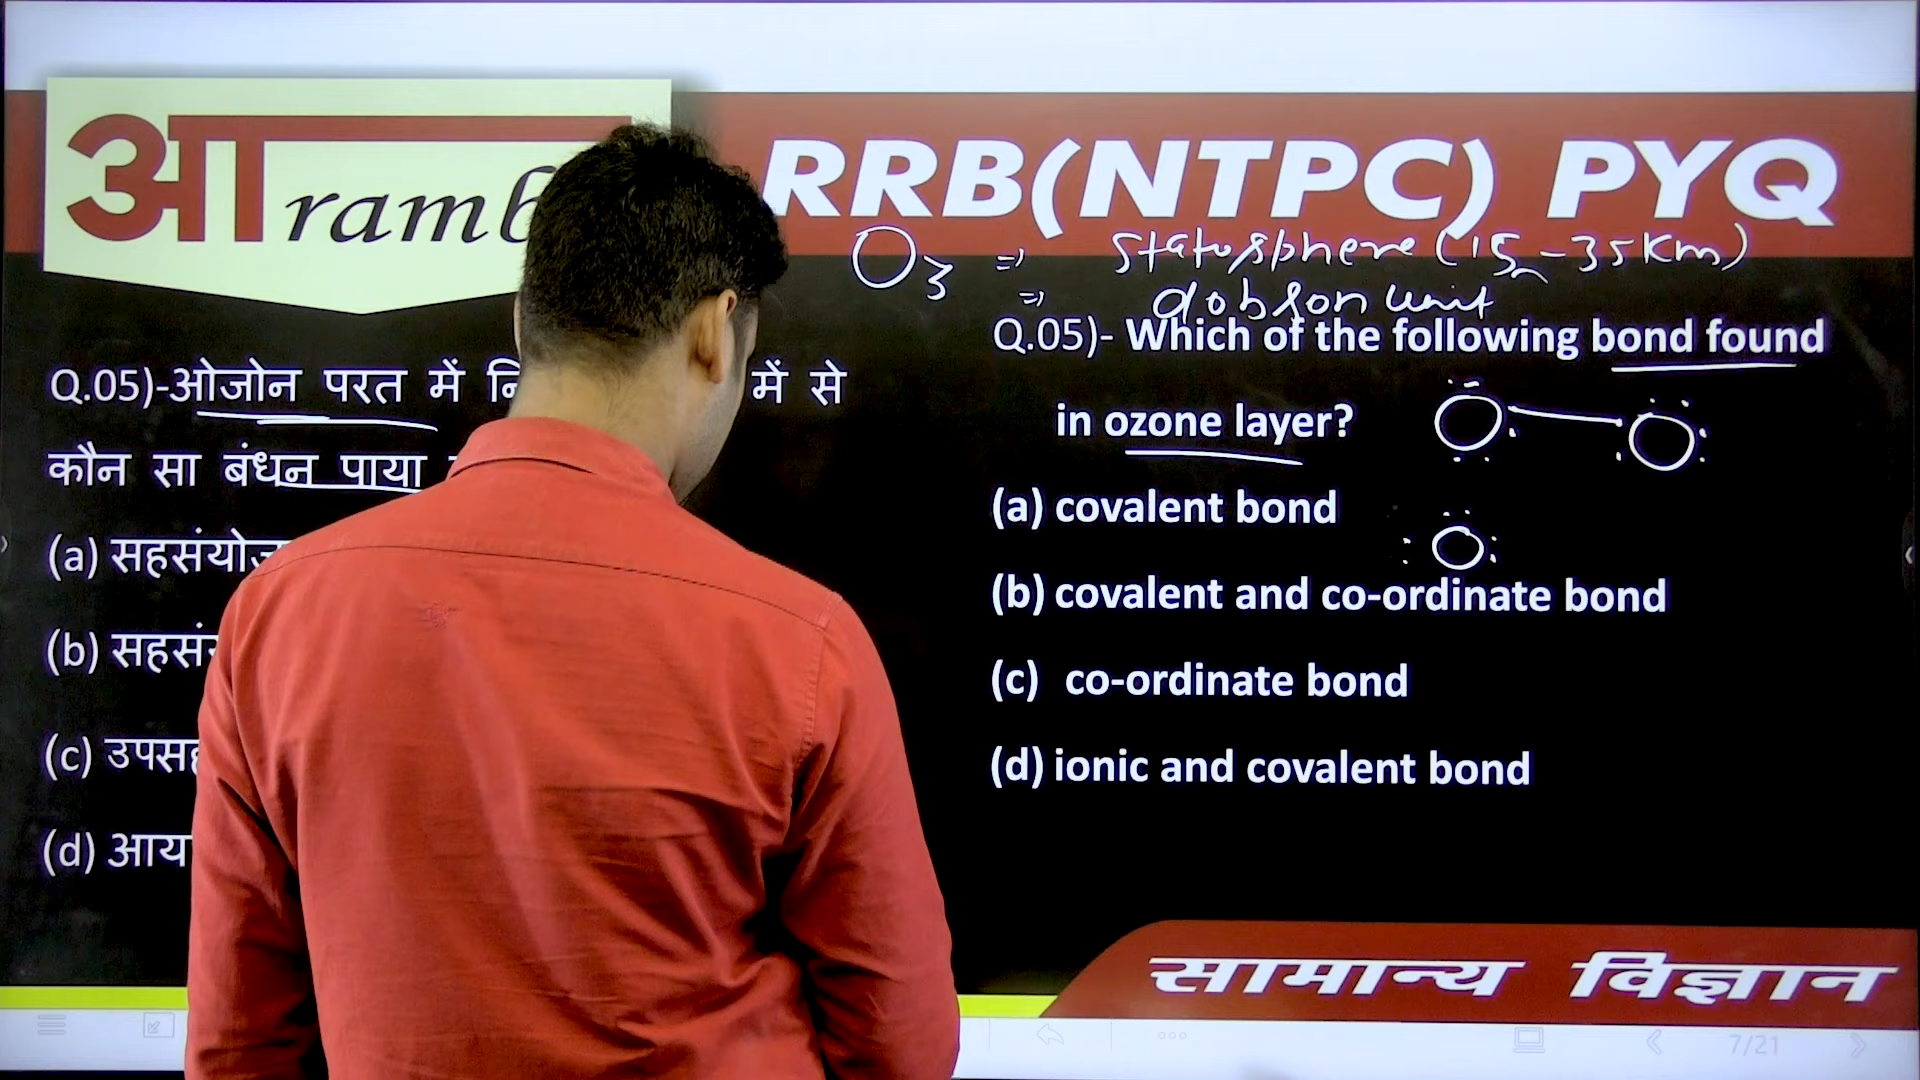 आramb
RRB(NTPC) PYQ
O3 ⇒ Statusphere (15-35Km)
⇒ dobson unit
Q.05)-ओजोन परत में नि में से
कौन सा बंधन पाया
(a) सहसंयोज
(b) सहसं
(c) उपसह
(d) आय
Q.05)- Which of the following bond found
in ozone layer?
(a) covalent bond
(b) covalent and co-ordinate bond
(c) co-ordinate bond
(d) ionic and covalent bond
सामान्य विज्ञान
7/21